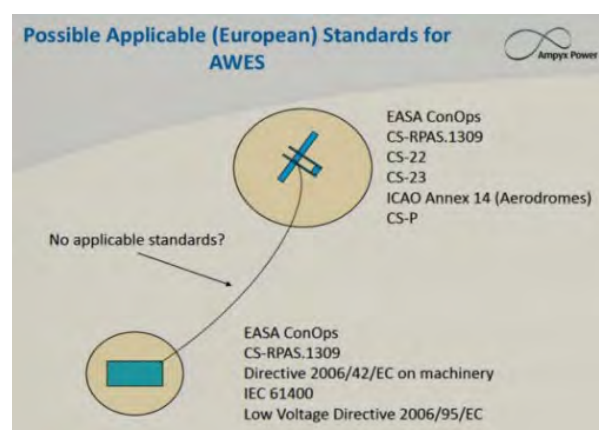 Possible Applicable (European) Standards for
AWES
Ampyx Power
EASA ConOps
CS-RPAS.1309
CS-22
CS-23
ICAO Annex 14 (Aerodromes)
CS-P
No applicable standards?
EASA ConOps
CS-RPAS.1309
Directive 2006/42/EC on machinery
IEC 61400
Low Voltage Directive 2006/95/EC